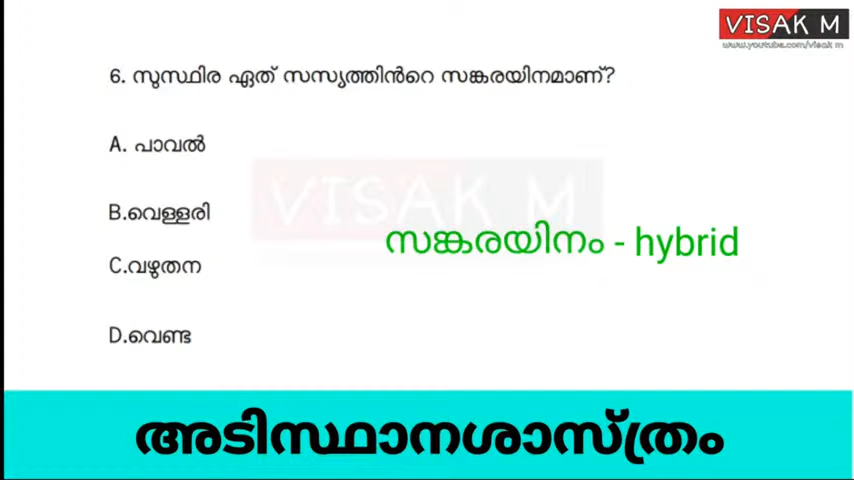 VISAK M
www.youtube.com/visak m
6. സുസ്ഥിര ഏത് സസ്യത്തിൻറെ സങ്കരയിനമാണ്?
A. പാവൽ
VISAK M
B.വെള്ളരി
സങ്കരയിനം - hybrid
C.വഴുതന
D.വെണ്ട
അടിസ്ഥാനശാസ്ത്രം